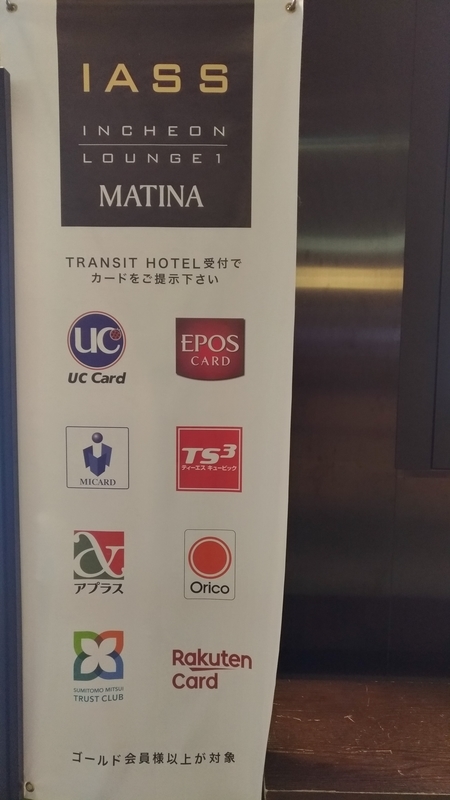 IASS
INCHEON
LOUNGE1
MATINA
TRANSIT HOTEL受付で
カードをご提示下さい
UC
UC Card
EPOS
CARD
MICARD
TS3
ティーエス キュービック
アプラス
Orico
SUMITOMO MITSUI
TRUST CLUB
Rakuten
Card
ゴールド会員様以上が対象